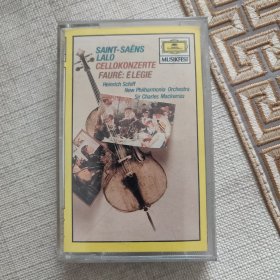 SAINT-SAËNS
LALO
CELLOKONZERTE
FAURÉ: ELEGIE
Heinrich Schiff
New Philharmonia Orchestra
Sir Charles Mackerras
MUSIKFEST